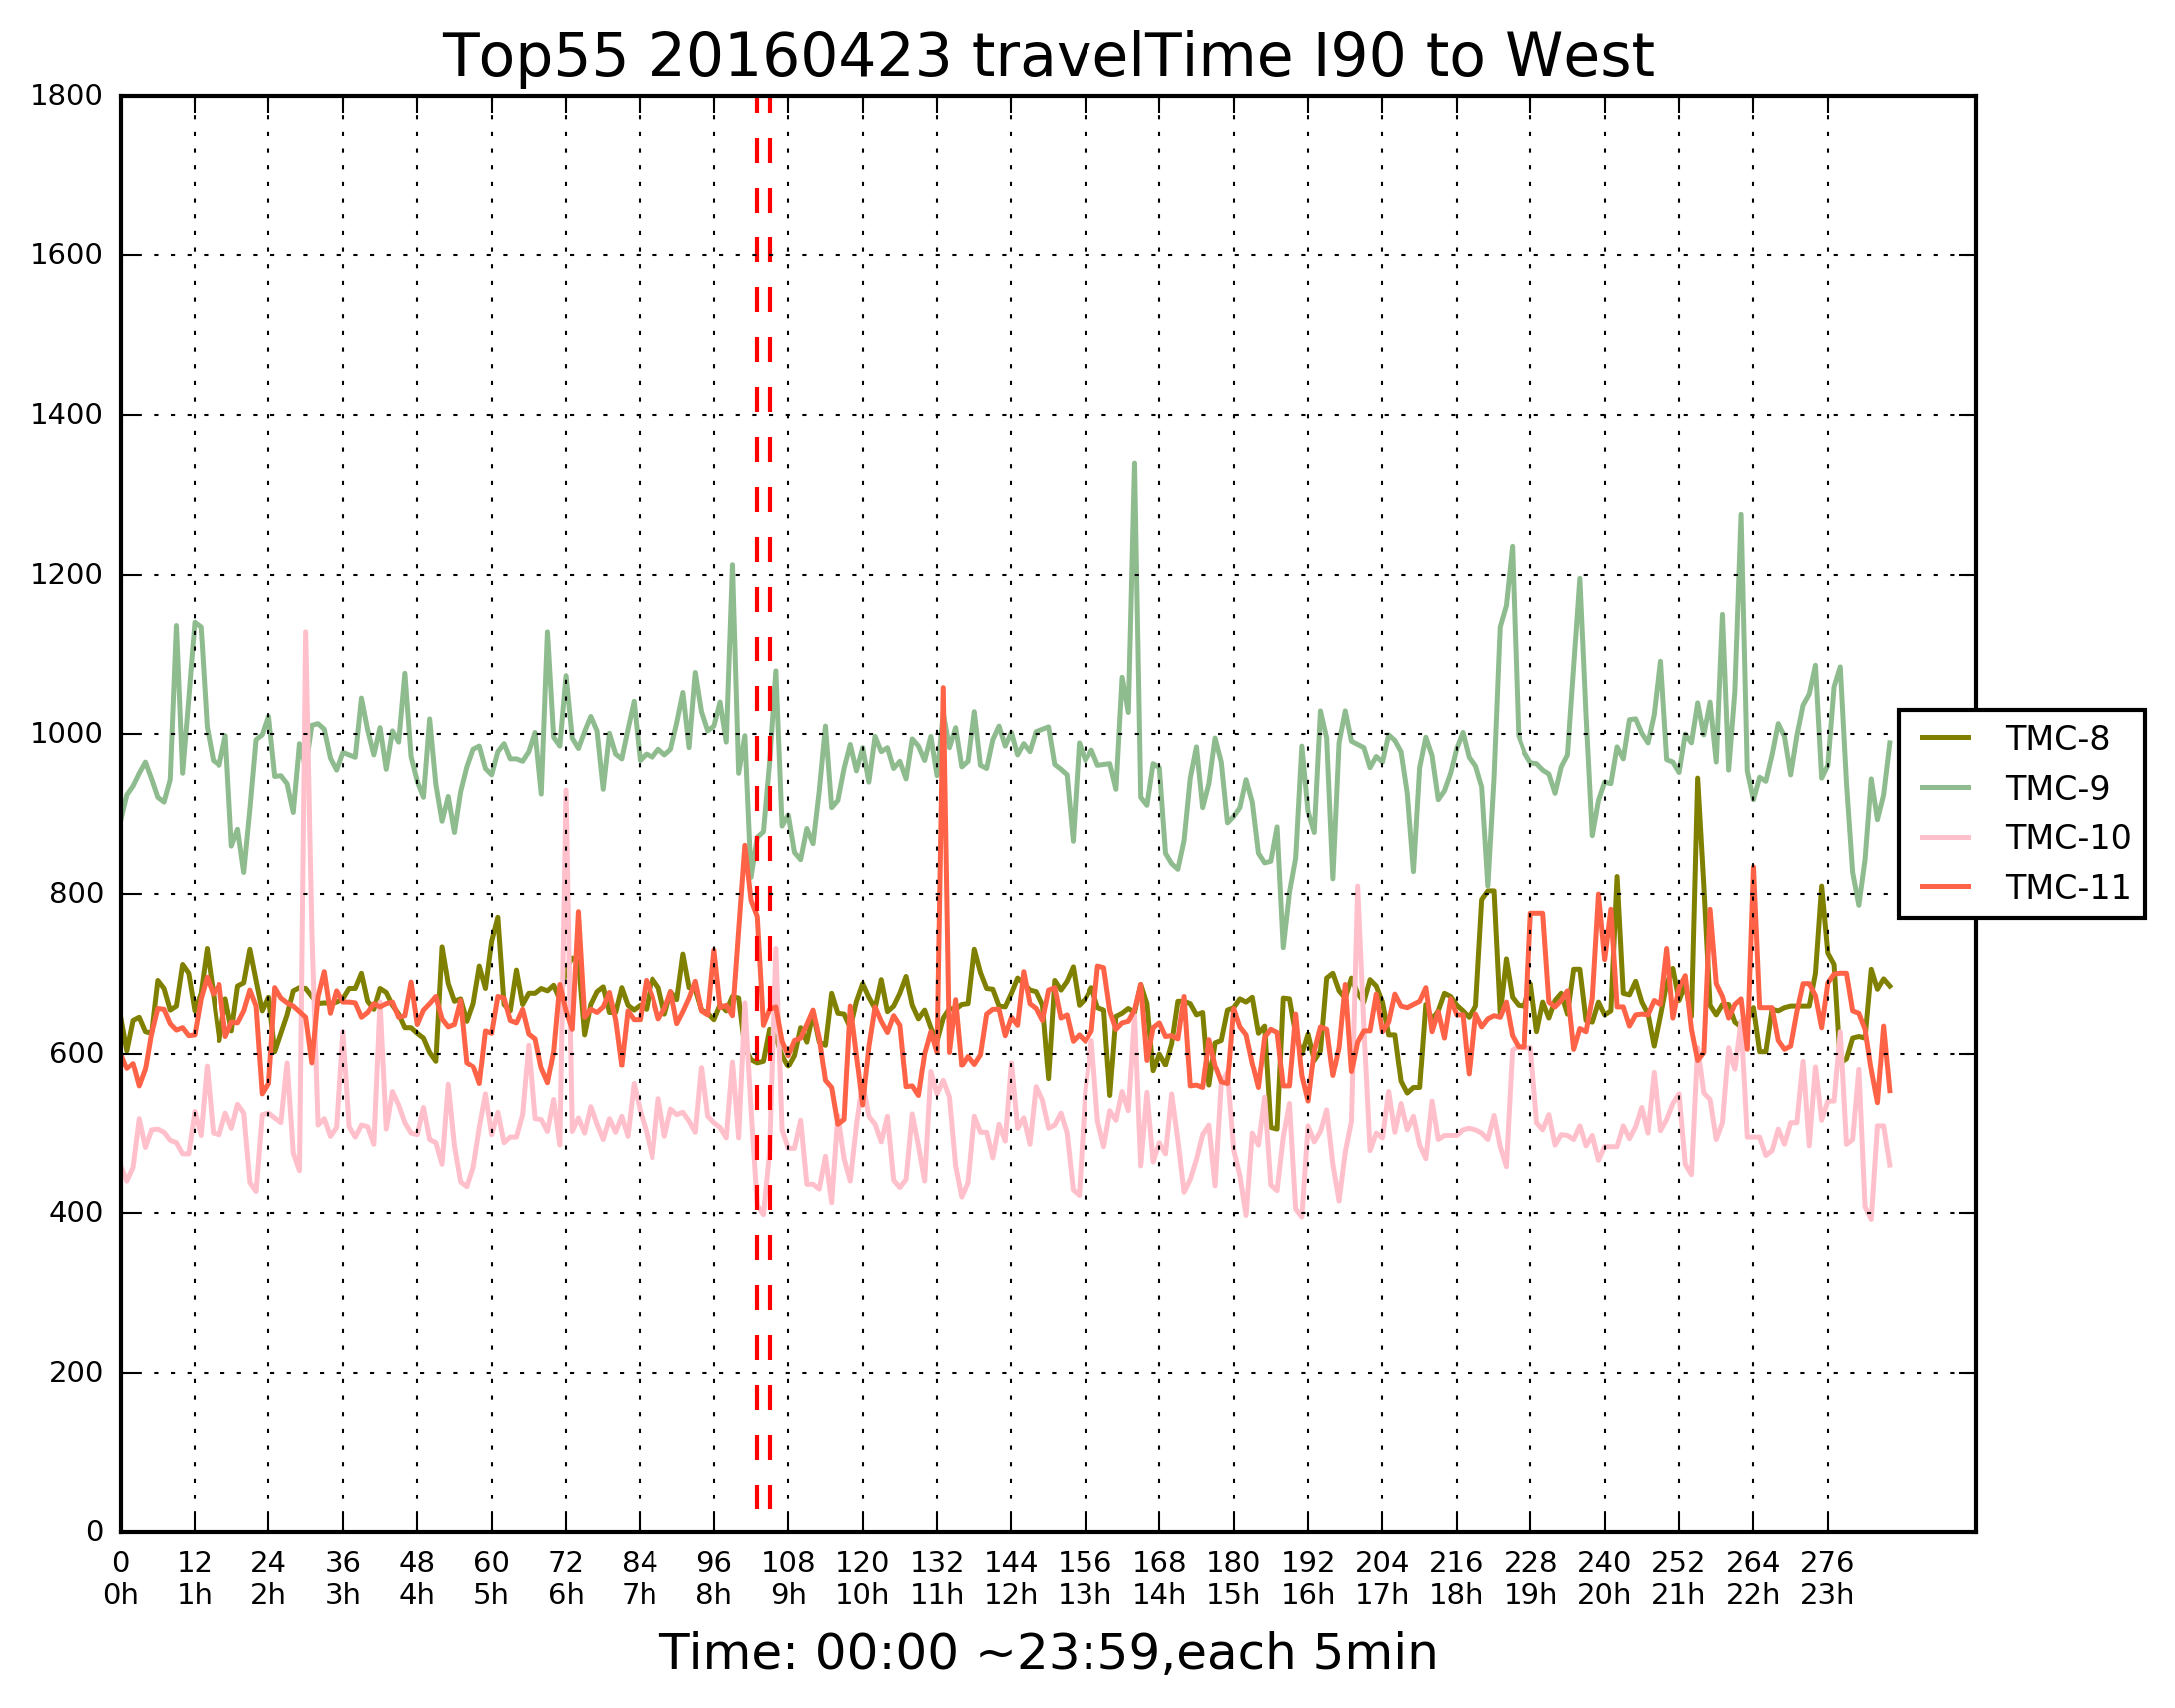 Top55 20160423 travelTime I90 to West
1800
1600
1400
1200
1000
800
600
400
200
0
TMC-8
TMC-9
TMC-10
TMC-11
0 12 24 36 48 60 72 84 96 108 120 132 144 156 168 180 192 204 216 228 240 252 264 276
0h 1h 2h 3h 4h 5h 6h 7h 8h 9h 10h 11h 12h 13h 14h 15h 16h 17h 18h 19h 20h 21h 22h 23h
Time: 00:00 ~23:59,each 5min